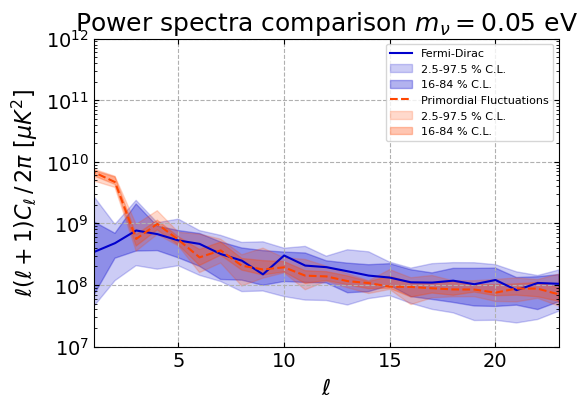 Power spectra comparison $m_\nu = 0.05$ eV
$\ell(\ell + 1)C_\ell / 2\pi$ [$\mu K^2$]
$10^{12}$
$10^{11}$
$10^{10}$
$10^9$
$10^8$
$10^7$
Fermi-Dirac
2.5-97.5 % C.L.
16-84 % C.L.
Primordial Fluctuations
2.5-97.5 % C.L.
16-84 % C.L.
5 10 15 20
$\ell$